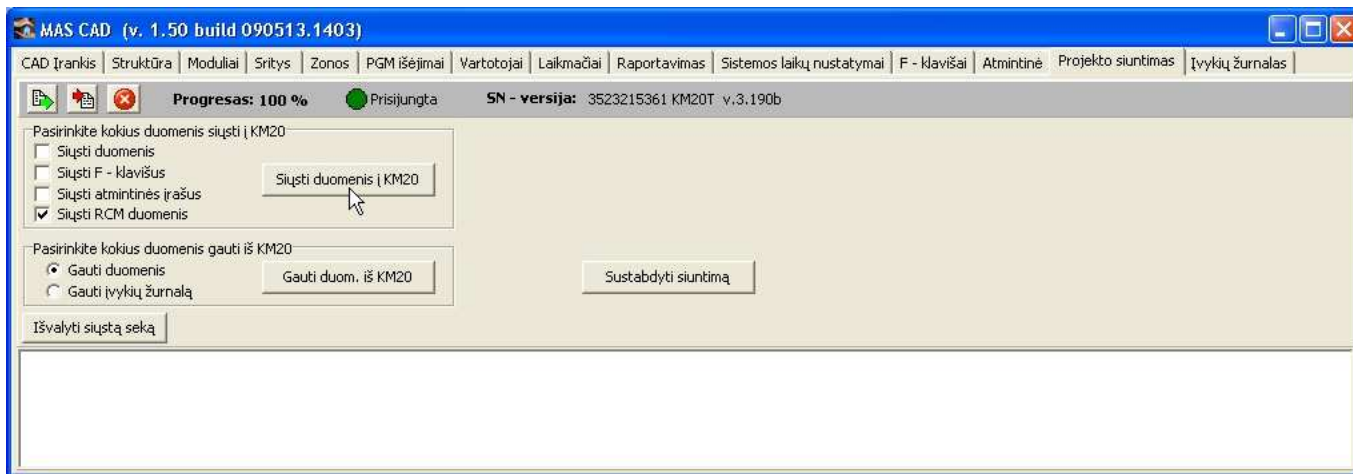 MAS CAD (v. 1.50 build 090513.1403)
CAD Įrankis Struktūra Moduliai Sritys Zonos PGM išėjimai Vartotojai Laikmačiai Raportavimas Sistemos laikų nustatymai F - klavišai Atmintinė Projekto siuntimas Įvykių žurnalas
Progresas: 100 % Prisijungta SN - versija: 3523215361 KM20T v.3.190b
Pasirinkite kokius duomenis siųsti į KM20
Siųsti duomenis
Siųsti F - klavišus
Siųsti atmintinės įrašus
Siųsti RCM duomenis
Siųsti duomenis į KM20
Pasirinkite kokius duomenis gauti iš KM20
Gauti duomenis
Gauti įvykių žurnalą
Gauti duom. iš KM20
Sustabdyti siuntimą
Išvalyti siųstą seką